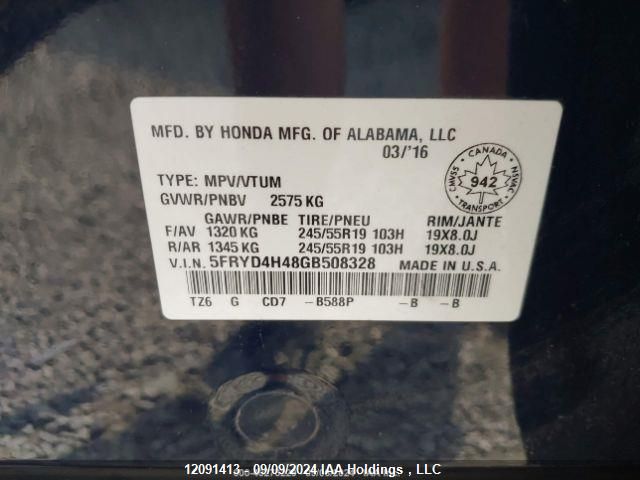 MFD. BY HONDA MFG. OF ALABAMA, LLC
03/'16
TYPE: MPV/VTUM
GVWR/PNBV 2575 KG
GAWR/PNBE TIRE/PNEU RIM/JANTE
F/AV 1320 KG 245/55R19 103H 19X8.0J
R/AR 1345 KG 245/55R19 103H 19X8.0J
V.I.N. 5FRYD4H48GB508328 MADE IN U.S.A.
TZ6 G CD7 -B588P -B -B
CANADA
CMVSS 942 NSVAC
TRANSPORT
12091413 - 09/09/2024 IAA Holdings , LLC